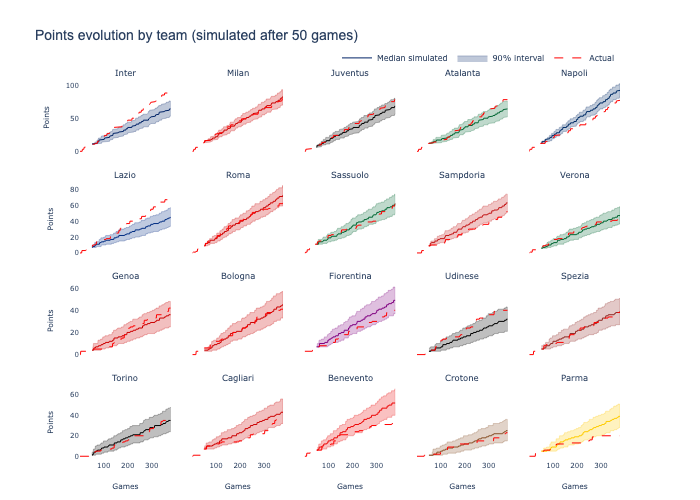 Points evolution by team (simulated after 50 games)
Median simulated 90% interval Actual
Inter Milan Juventus Atalanta Napoli
100
50
0
Points
Lazio Roma Sassuolo Sampdoria Verona
80
60
40
20
0
Points
Genoa Bologna Fiorentina Udinese Spezia
60
40
20
0
Points
Torino Cagliari Benevento Crotone Parma
60
40
20
0
Points
100 200 300 100 200 300 100 200 300 100 200 300 100 200 300
Games Games Games Games Games